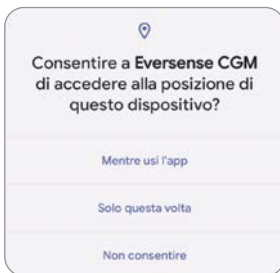 Consentire a Eversense CGM
di accedere alla posizione di
questo dispositivo?
Mentre usi l'app
Solo questa volta
Non consentire